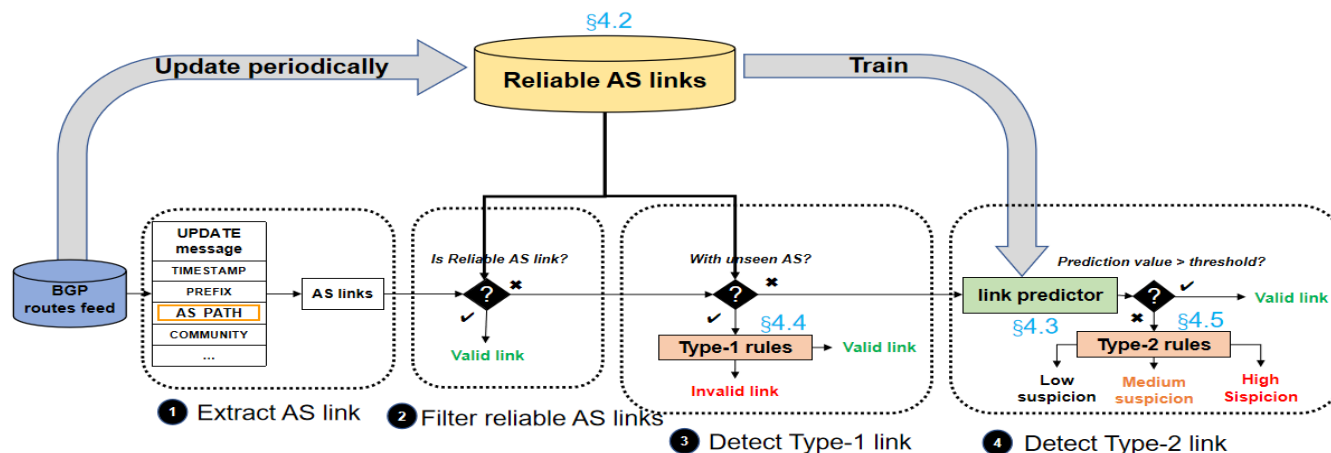 §4.2
Update periodically
Reliable AS links
Train
UPDATE
message
TIMESTAMP
PREFIX
AS PATH
COMMUNITY
...
BGP
routes feed
AS links
Is Reliable AS link?
?
✖
✔
Valid link
With unseen AS?
?
✖
✔
§4.4
Type-1 rules
Valid link
Invalid link
Prediction value > threshold?
link predictor
§4.3
?
✔
Valid link
✖
§4.5
Type-2 rules
Low
suspicion
Medium
suspicion
High
Sispicion
1 Extract AS link
2 Filter reliable AS links
3 Detect Type-1 link
4 Detect Type-2 link